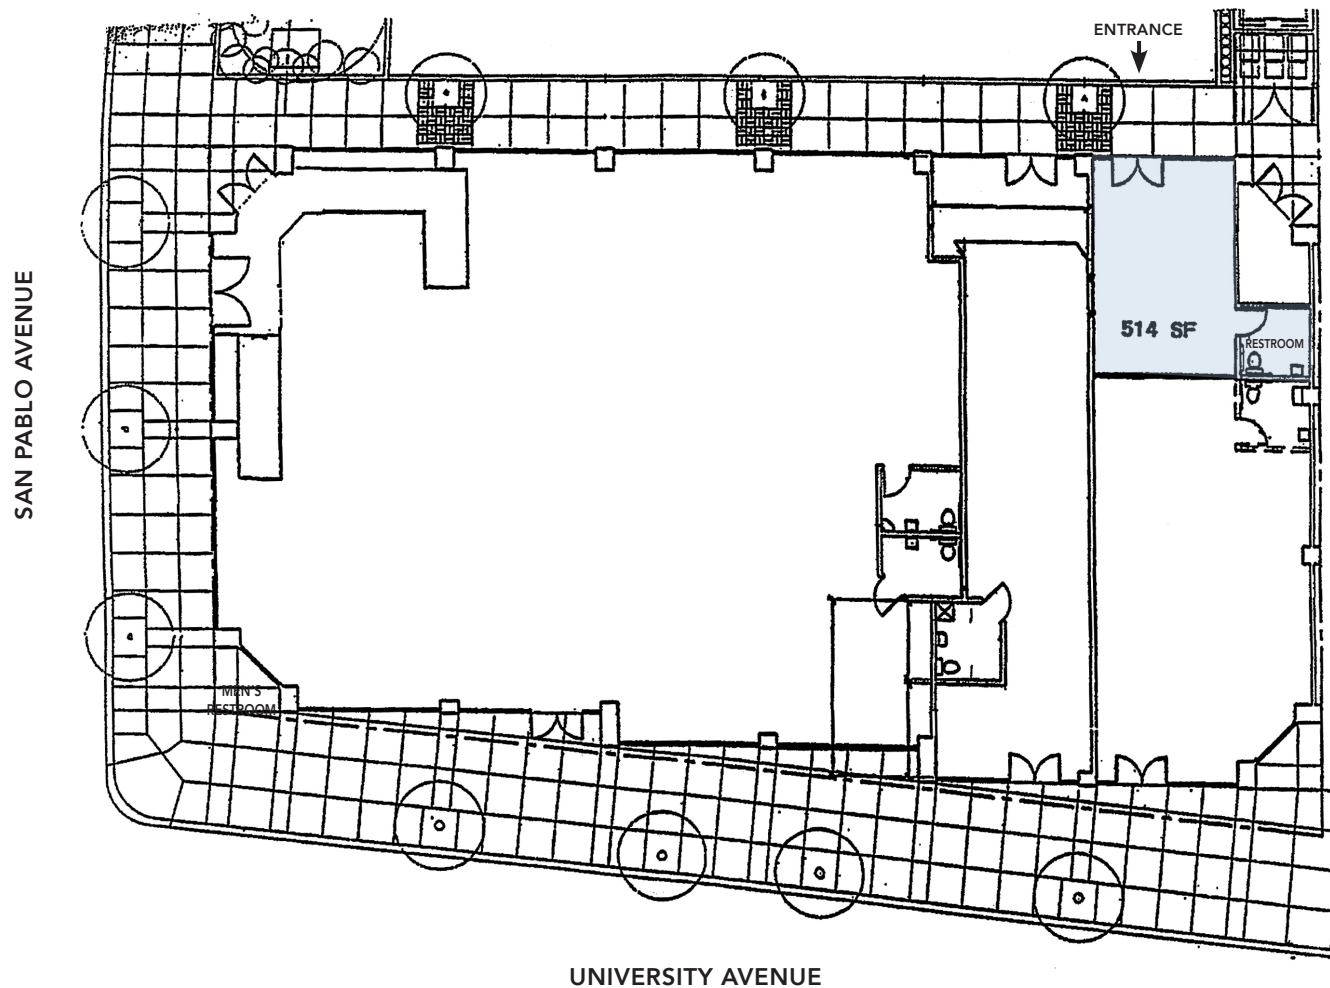 ENTRANCE
SAN PABLO AVENUE
514 SF
RESTROOM
MEN'S
RESTROOM
UNIVERSITY AVENUE